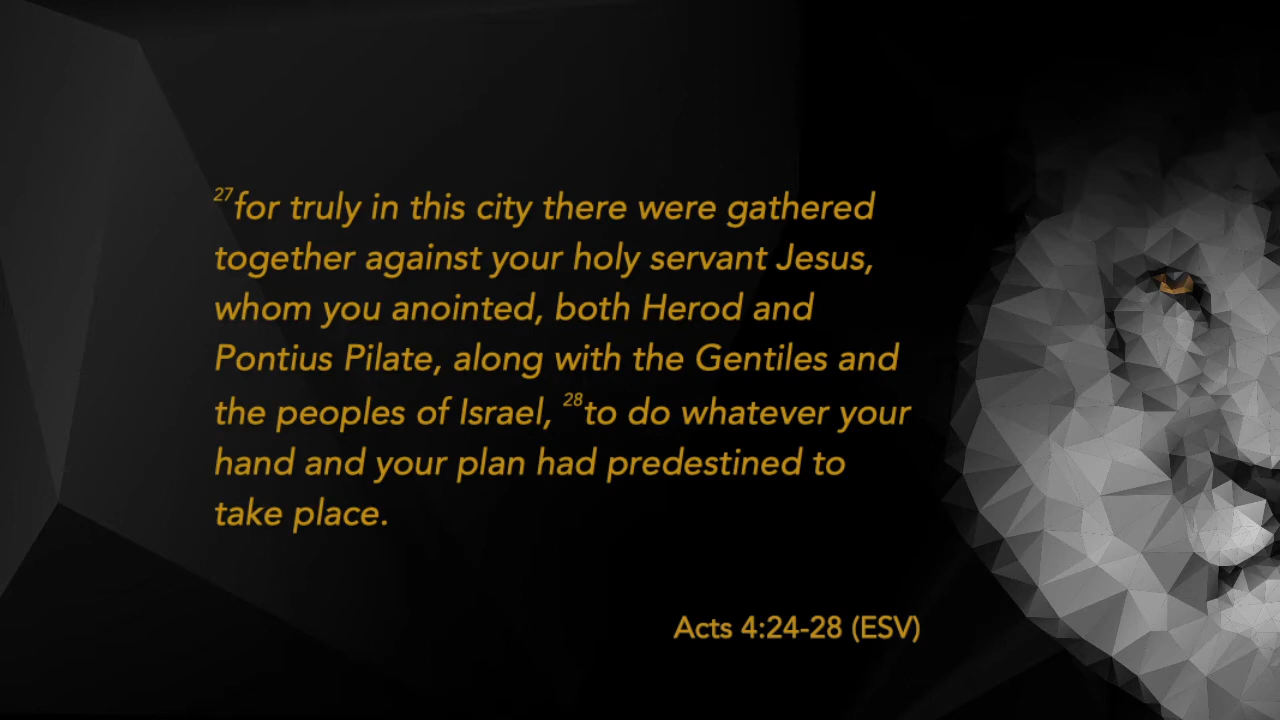 27for truly in this city there were gathered
together against your holy servant Jesus,
whom you anointed, both Herod and
Pontius Pilate, along with the Gentiles and
the peoples of Israel, 28to do whatever your
hand and your plan had predestined to
take place.
Acts 4:24-28 (ESV)